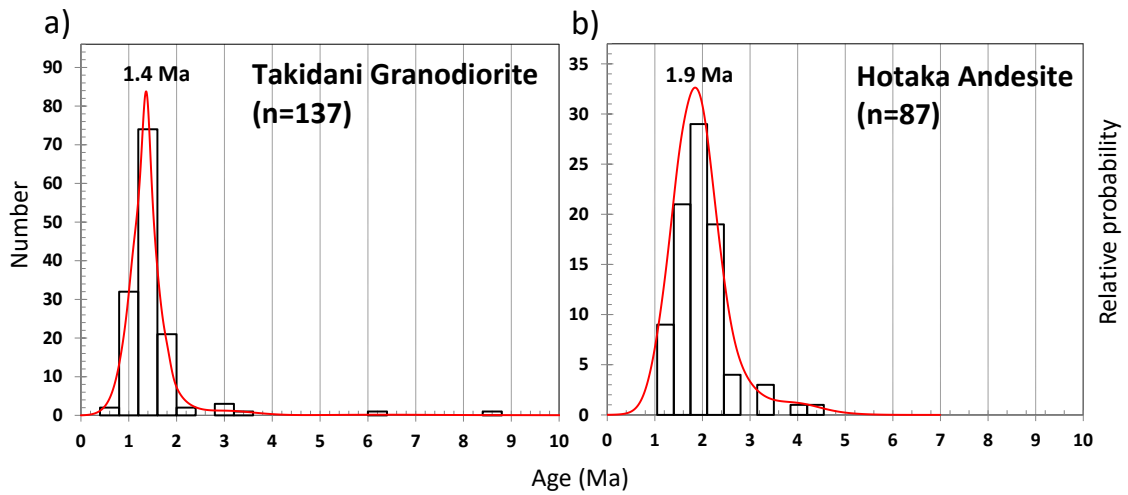 a)
1.4 Ma
Takidani Granodiorite
(n=137)
Number
90
80
70
60
50
40
30
20
10
0
0 1 2 3 4 5 6 7 8 9 10
b)
1.9 Ma
Hotaka Andesite
(n=87)
35
30
25
20
15
10
5
0
0 1 2 3 4 5 6 7 8 9 10
Relative probability
Age (Ma)